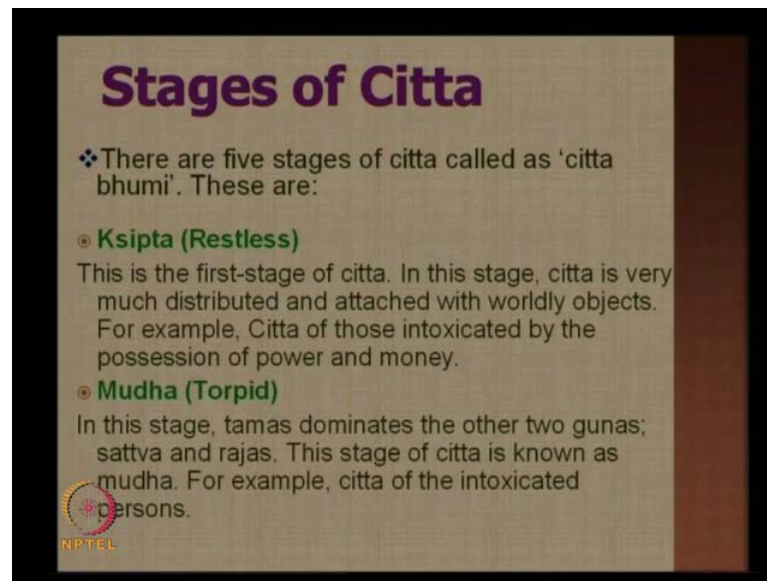 Stages of Citta
❖There are five stages of citta called as ‘citta
bhumi’. These are:
Ksipta (Restless)
This is the first-stage of citta. In this stage, citta is very
much distributed and attached with worldly objects.
For example, Citta of those intoxicated by the
possession of power and money.
Mudha (Torpid)
In this stage, tamas dominates the other two gunas;
sattva and rajas. This stage of citta is known as
mudha. For example, citta of the intoxicated
persons.
NPTEL